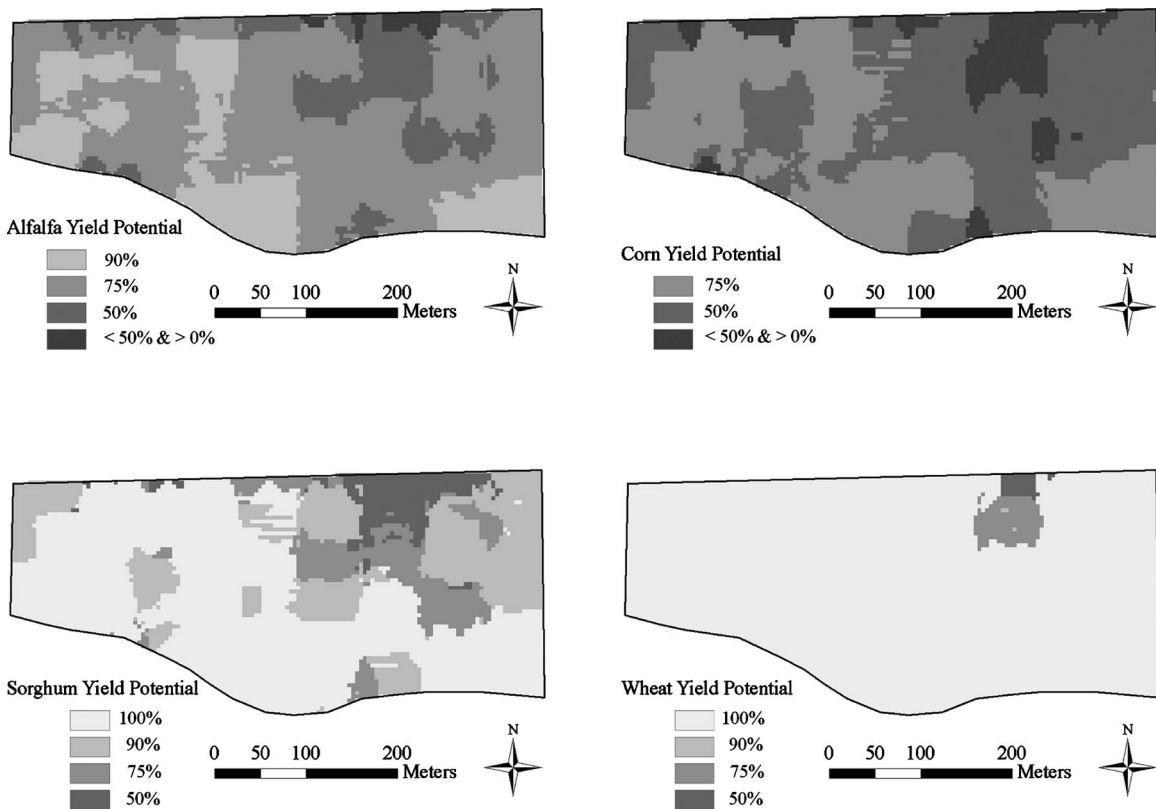 Alfalfa Yield Potential
90%
75%
50%
< 50% & > 0%
0 50 100 200
Meters
N
Corn Yield Potential
75%
50%
< 50% & > 0%
0 50 100 200
Meters
N
Sorghum Yield Potential
100%
90%
75%
50%
0 50 100 200
Meters
N
Wheat Yield Potential
100%
90%
75%
50%
0 50 100 200
Meters
N